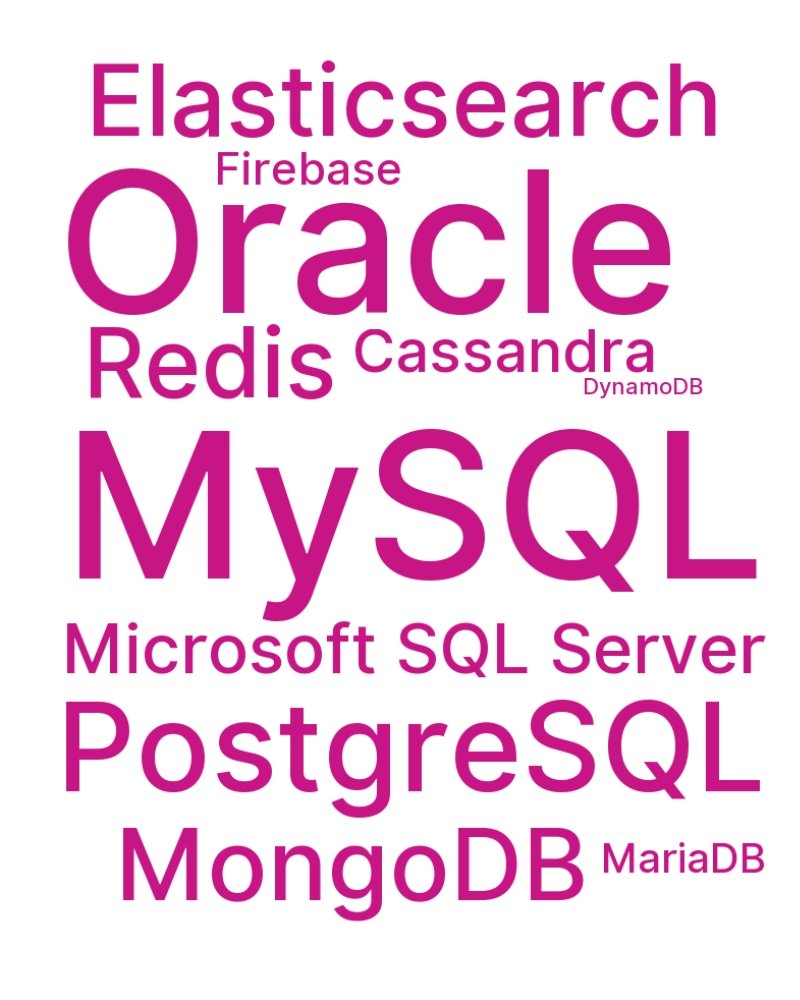 Elasticsearch
Firebase
Oracle
Redis
Cassandra
DynamoDB
MySQL
Microsoft SQL Server
PostgreSQL
MongoDB
MariaDB